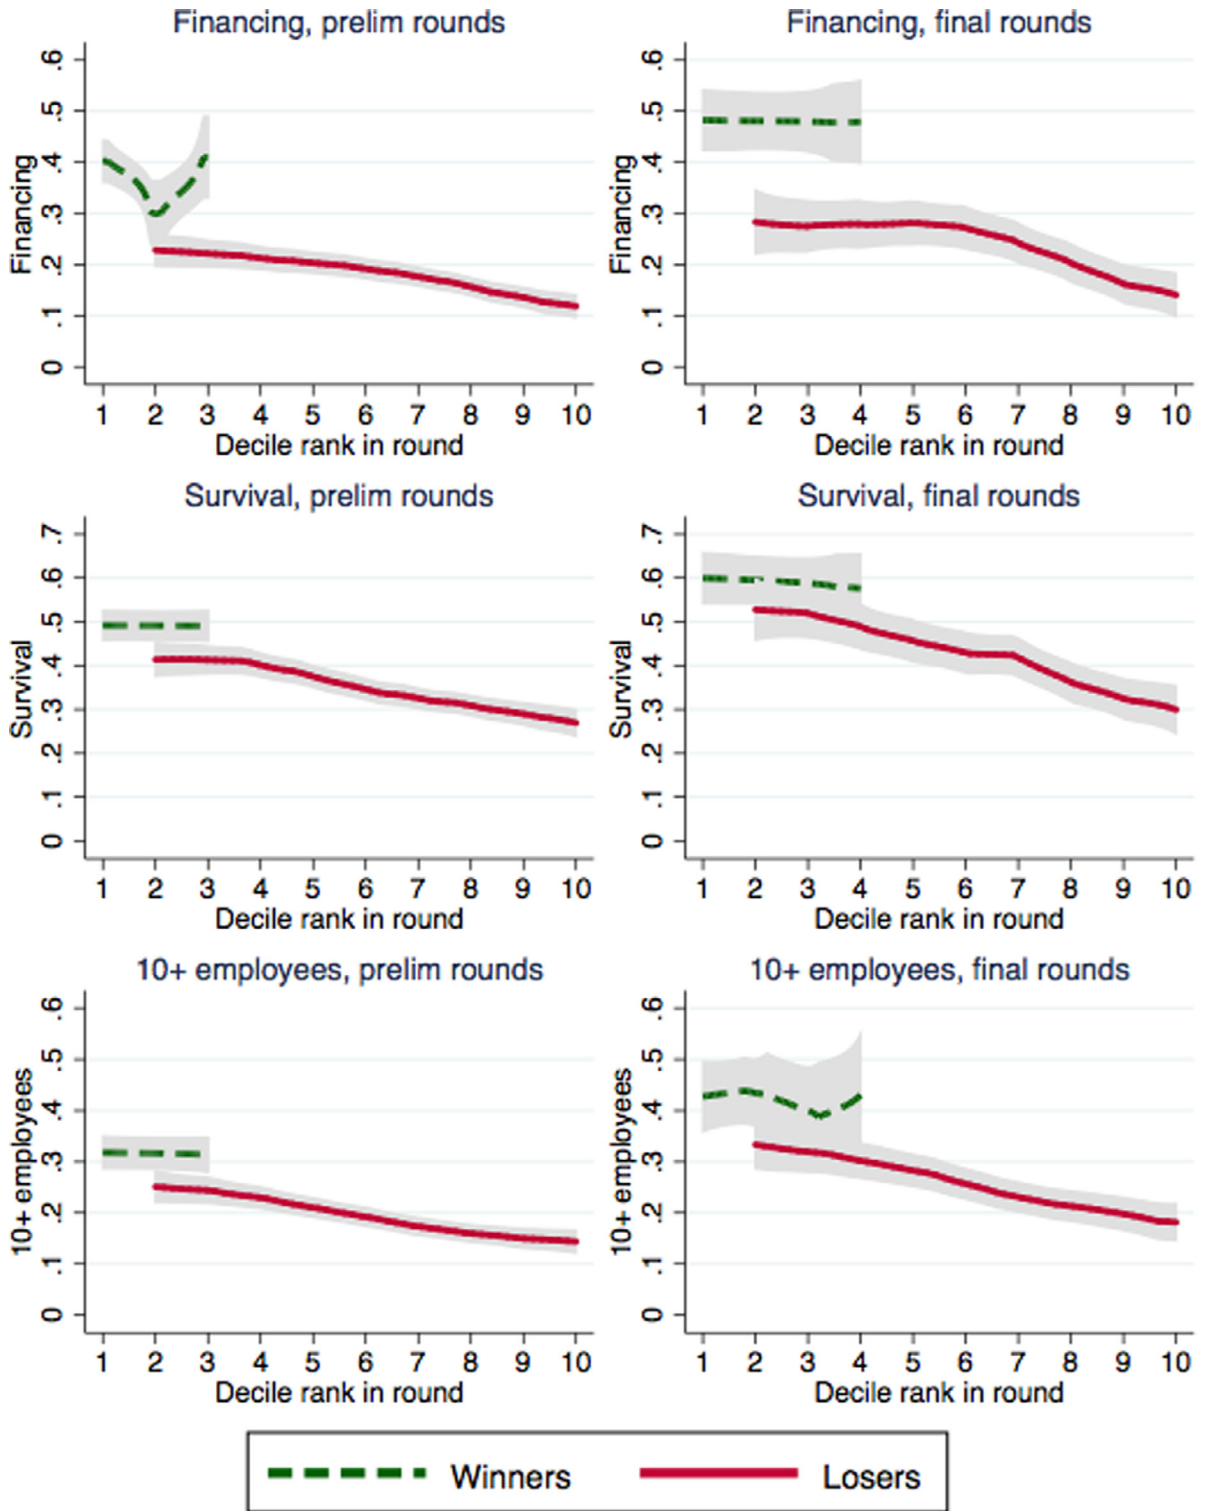 Financing, prelim rounds
Financing
.6
.5
.4
.3
.2
.1
0
1 2 3 4 5 6 7 8 9 10
Decile rank in round
Financing, final rounds
Financing
.6
.5
.4
.3
.2
.1
0
1 2 3 4 5 6 7 8 9 10
Decile rank in round
Survival, prelim rounds
Survival
.7
.6
.5
.4
.3
.2
.1
0
1 2 3 4 5 6 7 8 9 10
Decile rank in round
Survival, final rounds
Survival
.7
.6
.5
.4
.3
.2
.1
0
1 2 3 4 5 6 7 8 9 10
Decile rank in round
10+ employees, prelim rounds
10+ employees
.6
.5
.4
.3
.2
.1
0
1 2 3 4 5 6 7 8 9 10
Decile rank in round
10+ employees, final rounds
10+ employees
.6
.5
.4
.3
.2
.1
0
1 2 3 4 5 6 7 8 9 10
Decile rank in round
Winners Losers